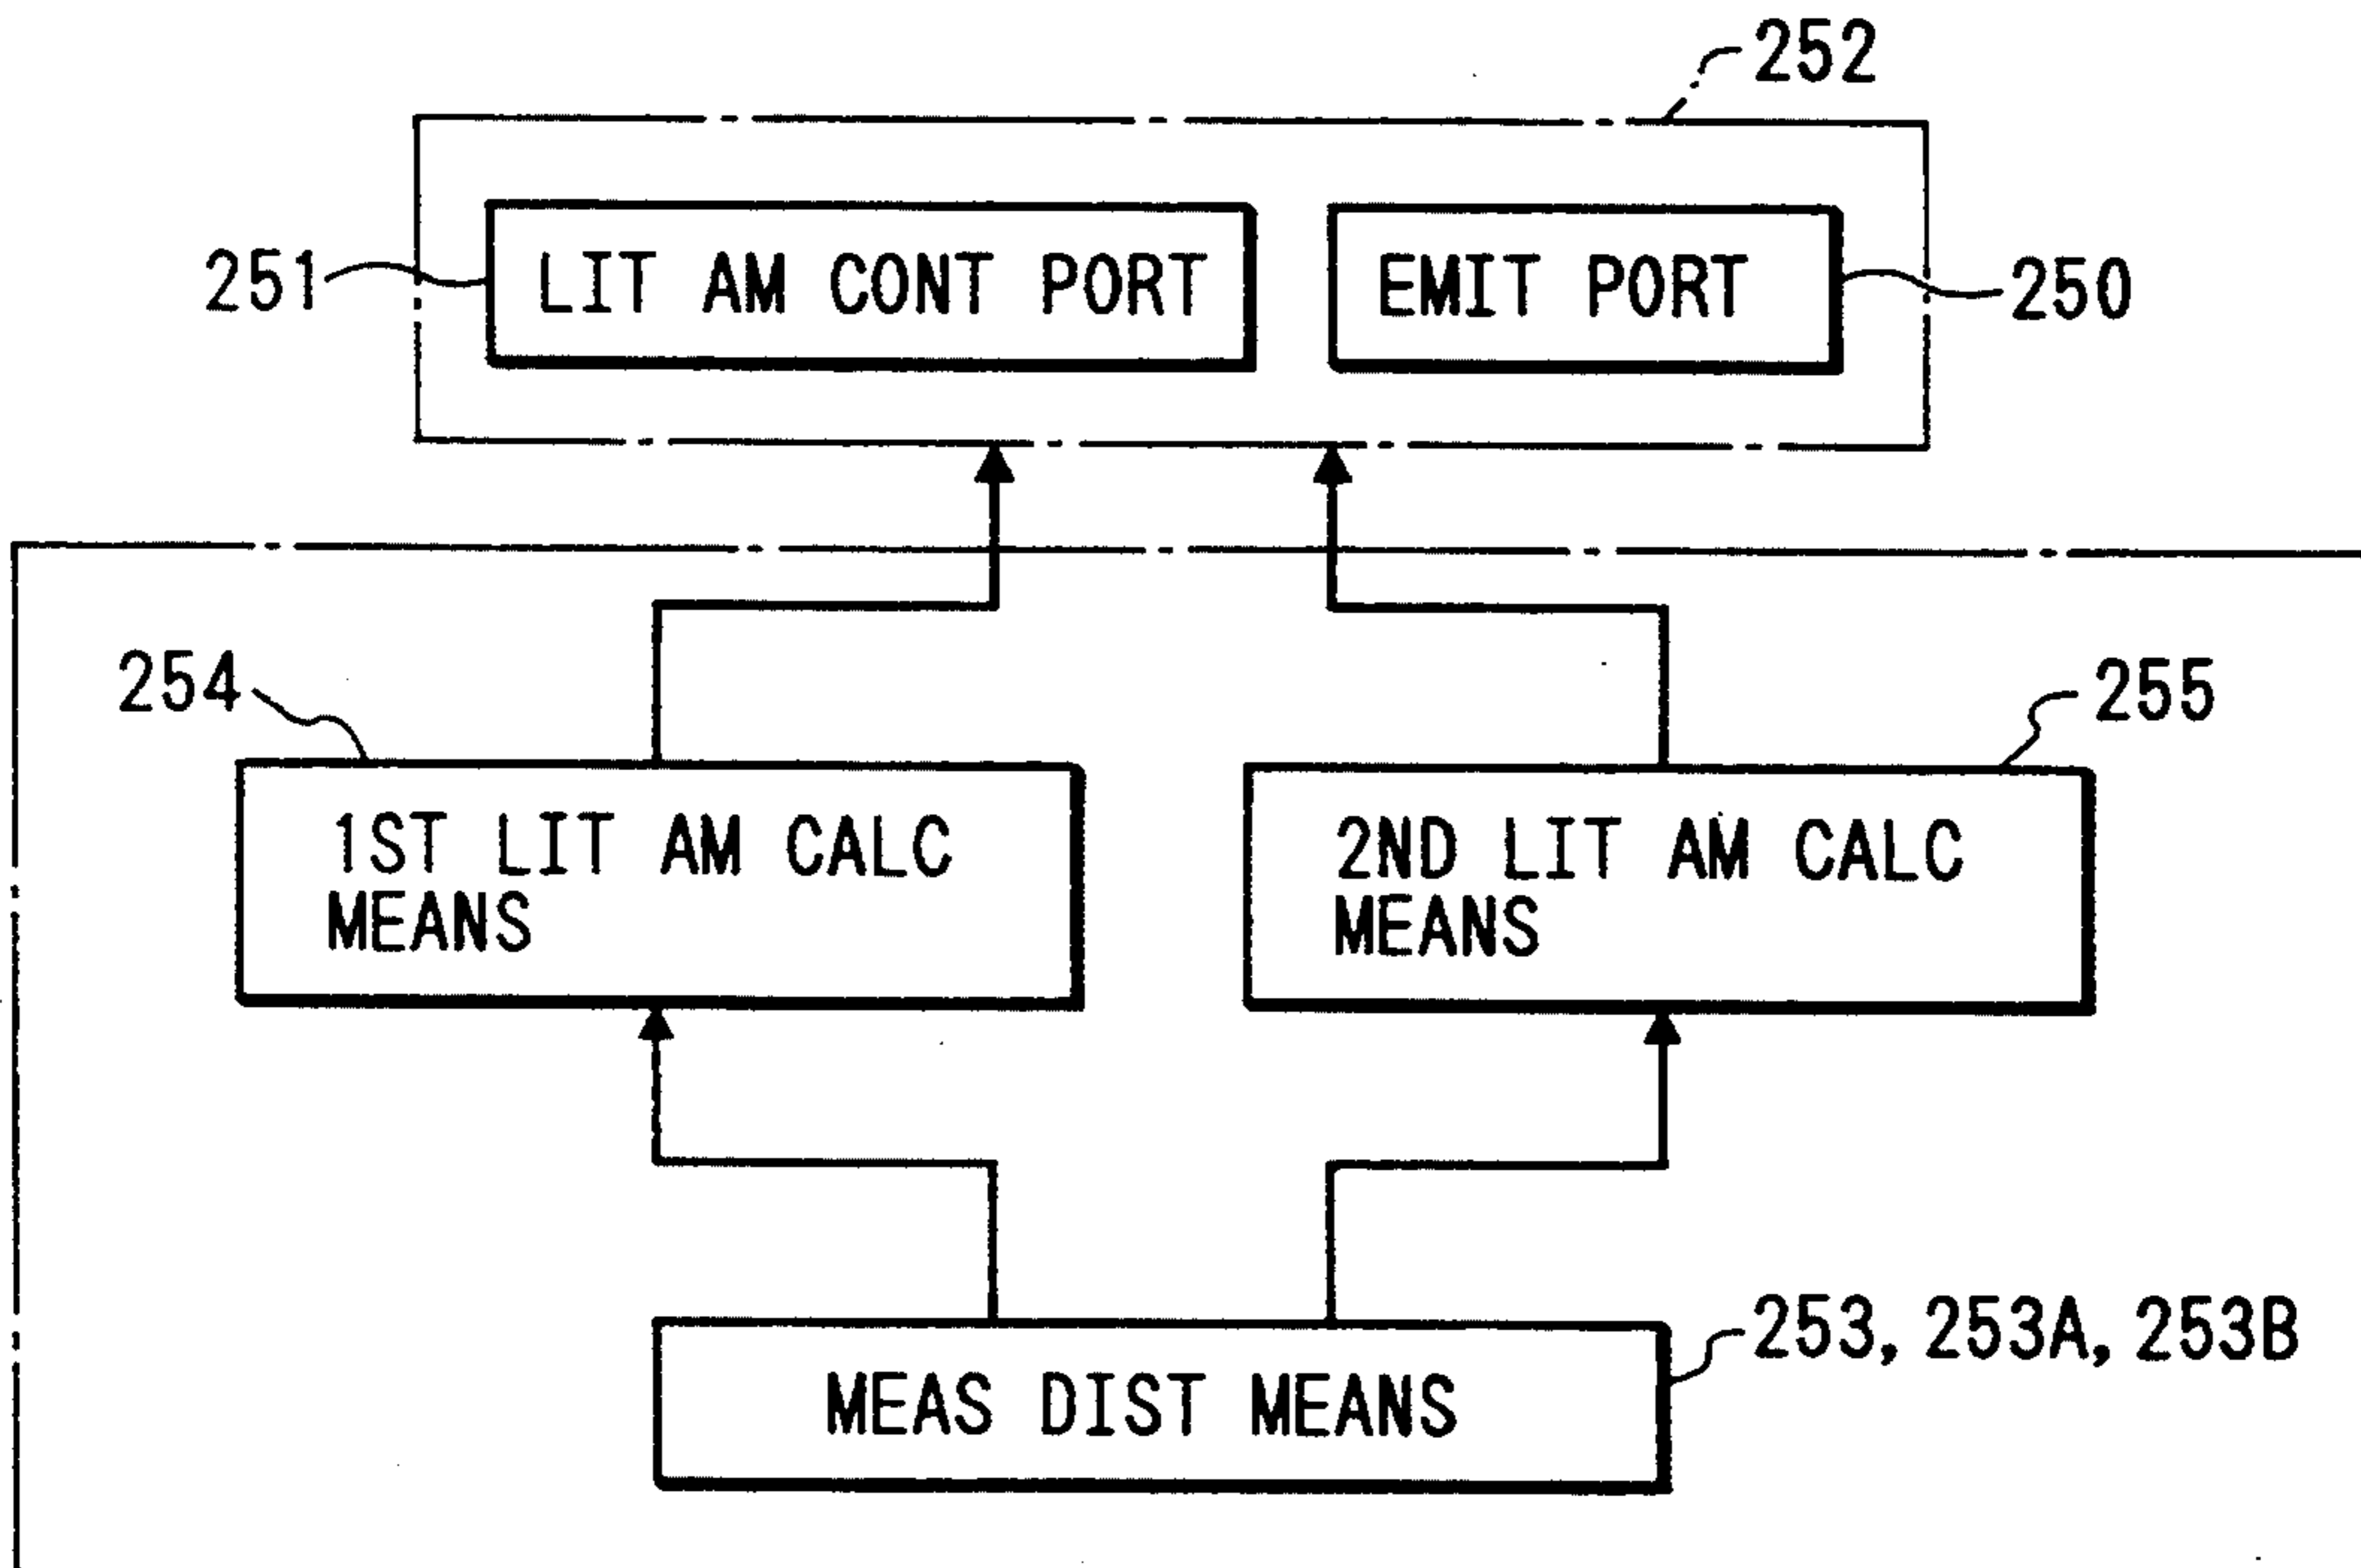 252
251
LIT AM CONT PORT
EMIT PORT
250
254
255
1ST LIT AM CALC
MEANS
2ND LIT AM CALC
MEANS
253, 253A, 253B
MEAS DIST MEANS